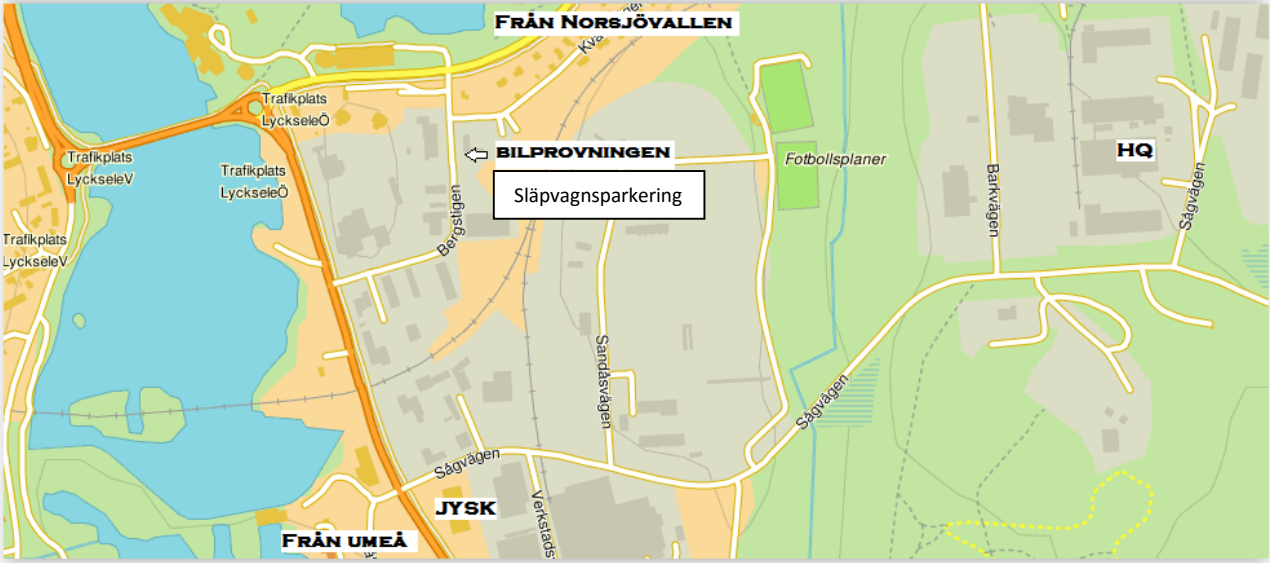 FRÅN NORSJÖVALLEN
Trafikplats
LyckseleÖ
BILPROVNINGEN
HQ
Trafikplats
LyckseleV
Fotbollsplaner
Trafikplats
LyckseleÖ
Släpvagnsparkering
Barkvägen
Sågvägen
Bergstigen
Trafikplats
LyckseleV
Sandåsvägen
Sågvägen
Sågvägen
JYSK
FRÅN UMEÅ